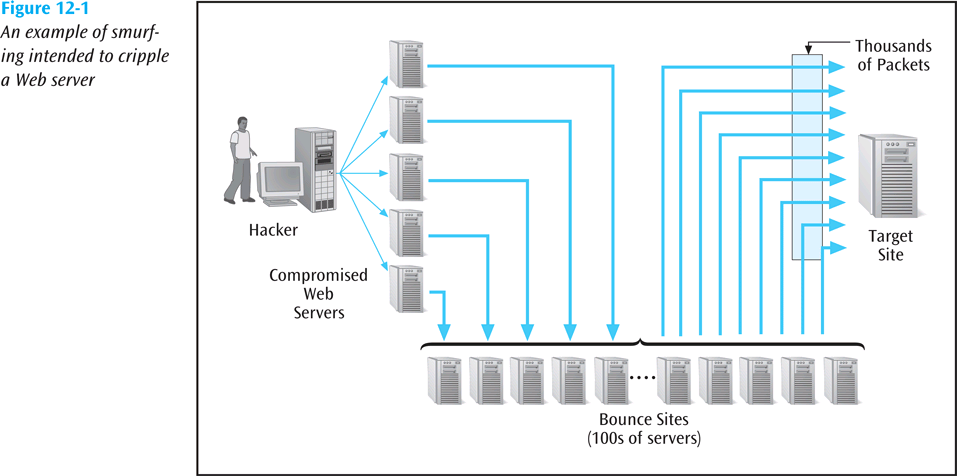 Figure 12-1
An example of smurf-
ing intended to cripple
a Web server
Thousands
of Packets
Hacker
Target
Site
Compromised
Web
Servers
Bounce Sites
(100s of servers)